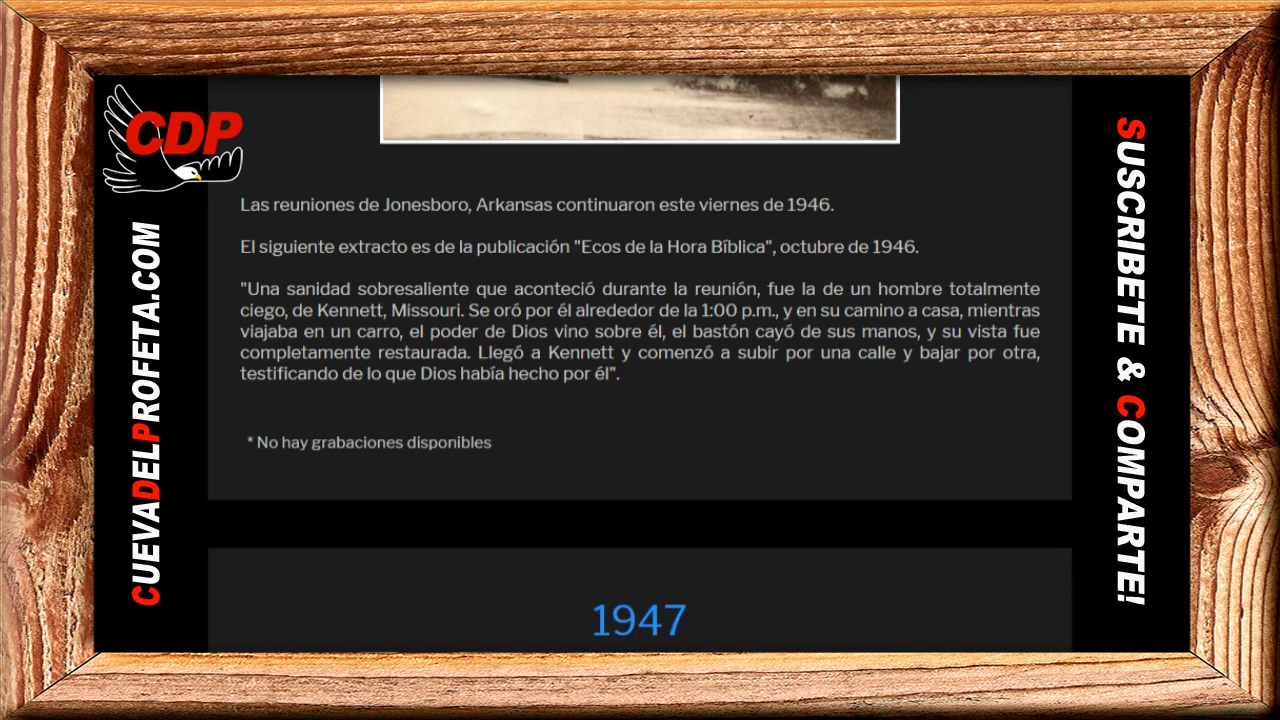 CDP
CUEVADELPROFETA.COM
Las reuniones de Jonesboro, Arkansas continuaron este viernes de 1946.
El siguiente extracto es de la publicación "Ecos de la Hora Bíblica", octubre de 1946.
"Una sanidad sobresaliente que aconteció durante la reunión, fue la de un hombre totalmente
ciego, de Kennett, Missouri. Se oró por él alrededor de la 1:00 p.m., y en su camino a casa, mientras
viajaba en un carro, el poder de Dios vino sobre él, el bastón cayó de sus manos, y su vista fue
completamente restaurada. Llegó a Kennett y comenzó a subir por una calle y bajar por otra,
testificando de lo que Dios había hecho por él".
* No hay grabaciones disponibles
1947
SUSCRIBETE & COMPARTE!